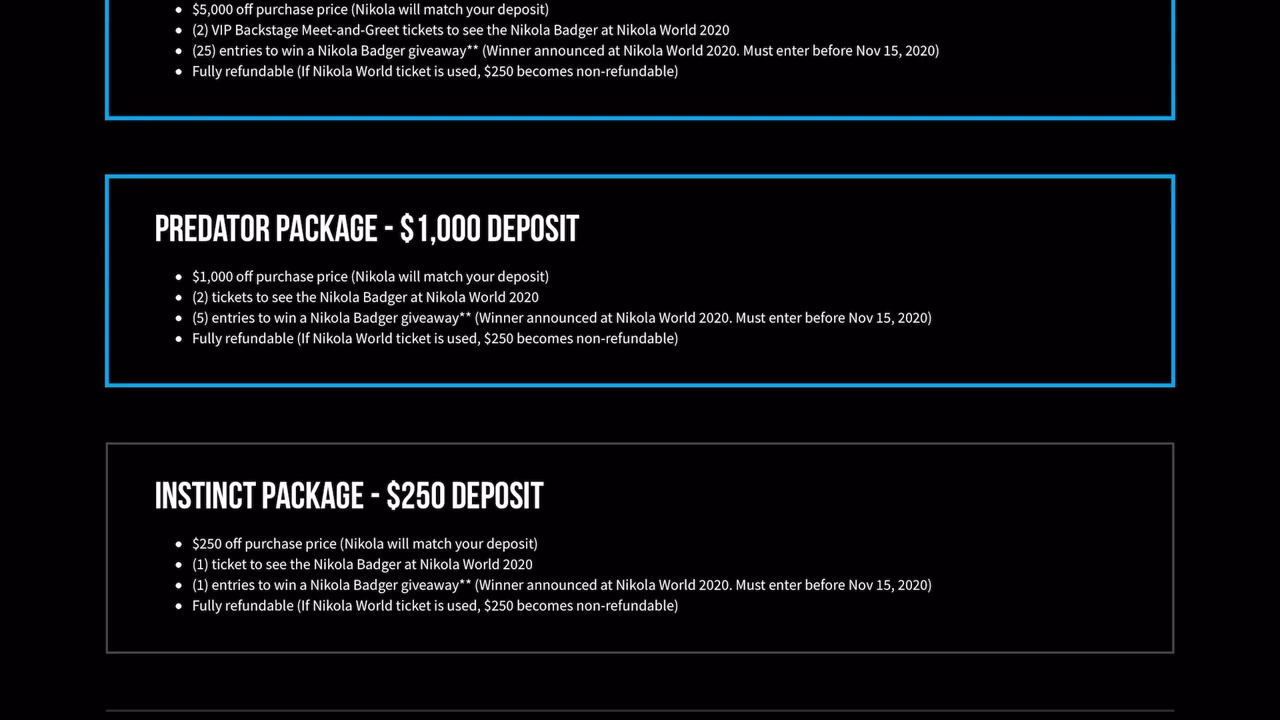 • $5,000 off purchase price (Nikola will match your deposit)
• (2) VIP Backstage Meet-and-Greet tickets to see the Nikola Badger at Nikola World 2020
• (25) entries to win a Nikola Badger giveaway** (Winner announced at Nikola World 2020. Must enter before Nov 15, 2020)
• Fully refundable (If Nikola World ticket is used, $250 becomes non-refundable)
PREDATOR PACKAGE - $1,000 DEPOSIT
• $1,000 off purchase price (Nikola will match your deposit)
• (2) tickets to see the Nikola Badger at Nikola World 2020
• (5) entries to win a Nikola Badger giveaway** (Winner announced at Nikola World 2020. Must enter before Nov 15, 2020)
• Fully refundable (If Nikola World ticket is used, $250 becomes non-refundable)
INSTINCT PACKAGE - $250 DEPOSIT
• $250 off purchase price (Nikola will match your deposit)
• (1) ticket to see the Nikola Badger at Nikola World 2020
• (1) entries to win a Nikola Badger giveaway** (Winner announced at Nikola World 2020. Must enter before Nov 15, 2020)
• Fully refundable (If Nikola World ticket is used, $250 becomes non-refundable)